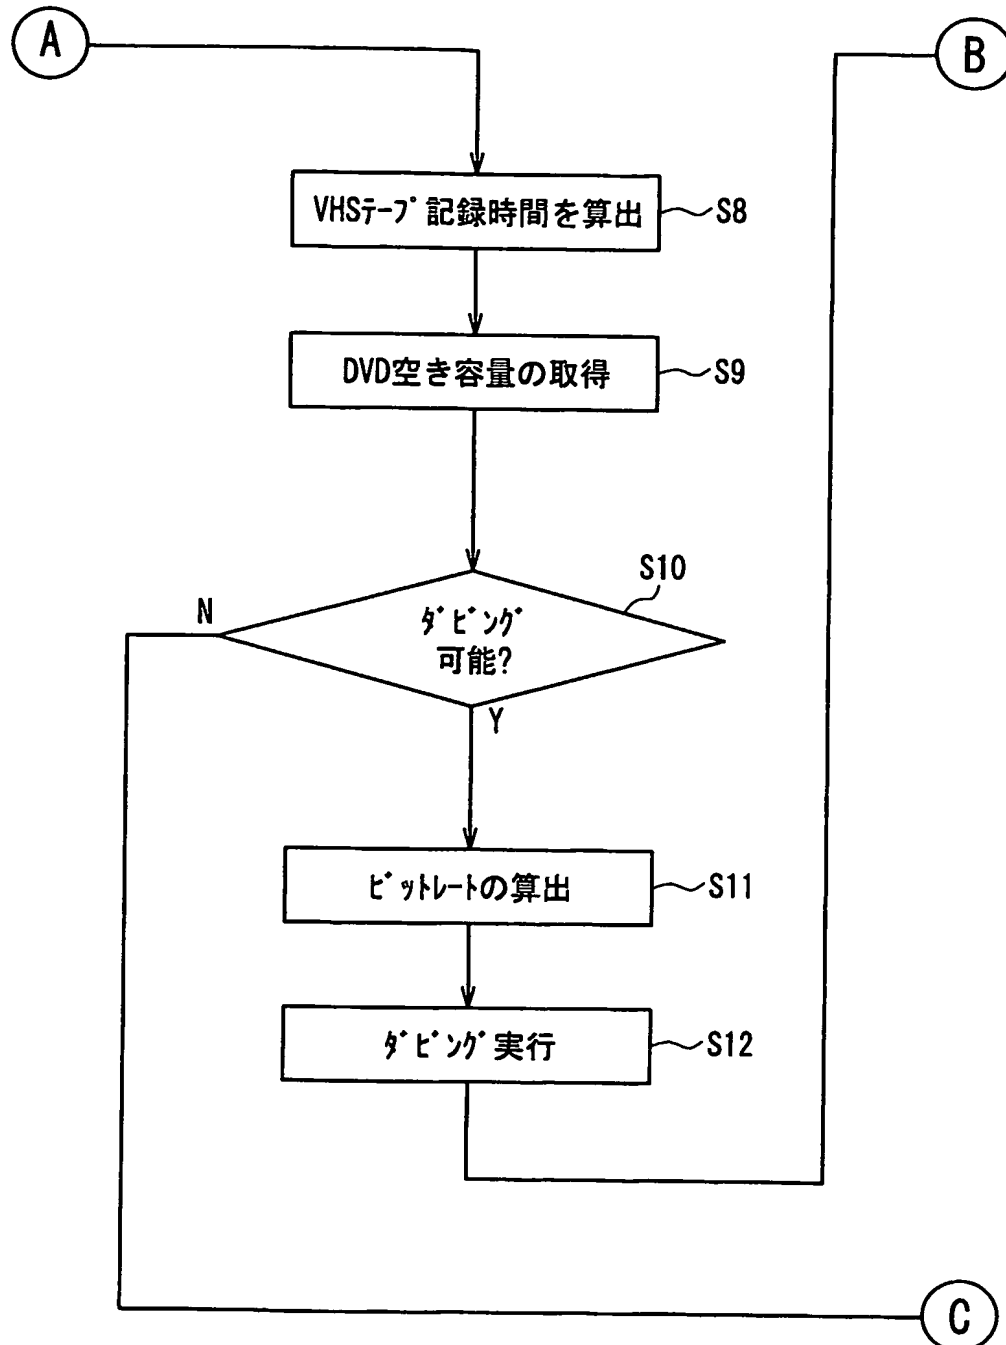 A
B
VHSﾃｰﾌﾟ記録時間を算出
S8
DVD空き容量の取得
S9
S10
N
ﾀﾞﾋﾞﾝｸﾞ
可能?
Y
ﾋﾞｯﾄﾚｰﾄの算出
S11
ﾀﾞﾋﾞﾝｸﾞ実行
S12
C